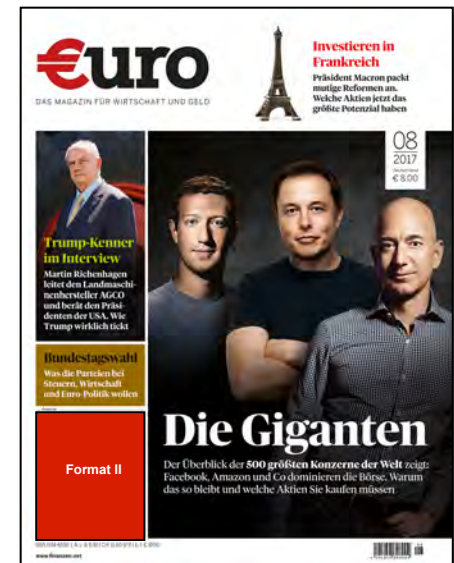 €uro
DAS MAGAZIN FÜR WIRTSCHAFT UND GELD
Investieren in
Frankreich
Präsident Macron packt
mutige Reformen an.
Welche Aktien jetzt das
größte Potenzial haben
08
2017
Deutschland
€ 8,00
Trump-Kenner
im Interview
Martin Richenhagen
leitet den Landmaschi-
nenhersteller AGCO
und berät den Präsi-
denten der USA. Wie
Trump wirklich tickt
Bundestagswahl
Was die Parteien bei
Steuern, Wirtschaft
und Euro-Politik wollen
Format II
Die Giganten
Der Überblick der 500 größten Konzerne der Welt zeigt:
Facebook, Amazon und Co dominieren die Börse. Warum
das so bleibt und welche Aktien Sie kaufen müssen
www.finanzen.net